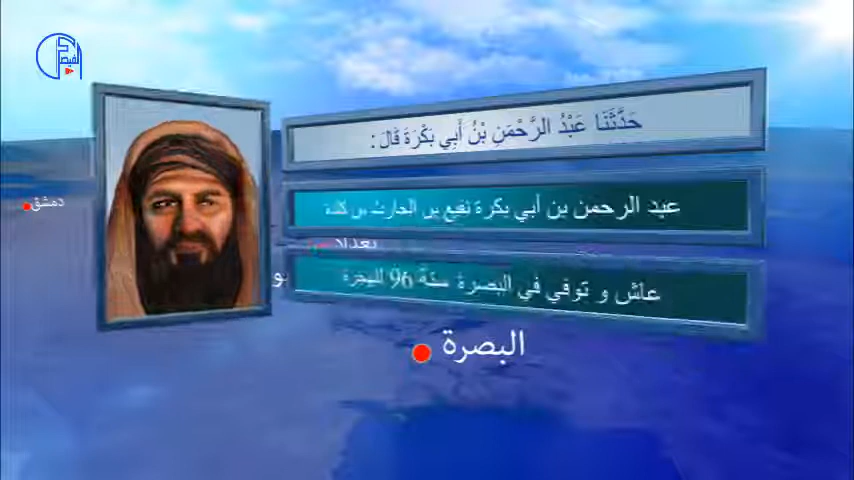 حَدَّثَنَا عَبْدُ الرَّحْمَنِ بْنُ أَبِي بَكْرَةَ قَالَ :
عبد الرحمن بن أبي بكرة نفيع بن الحارث بن كلدة
دمشق
عاش و توفي في البصرة سنة 96 للهجرة
البصرة